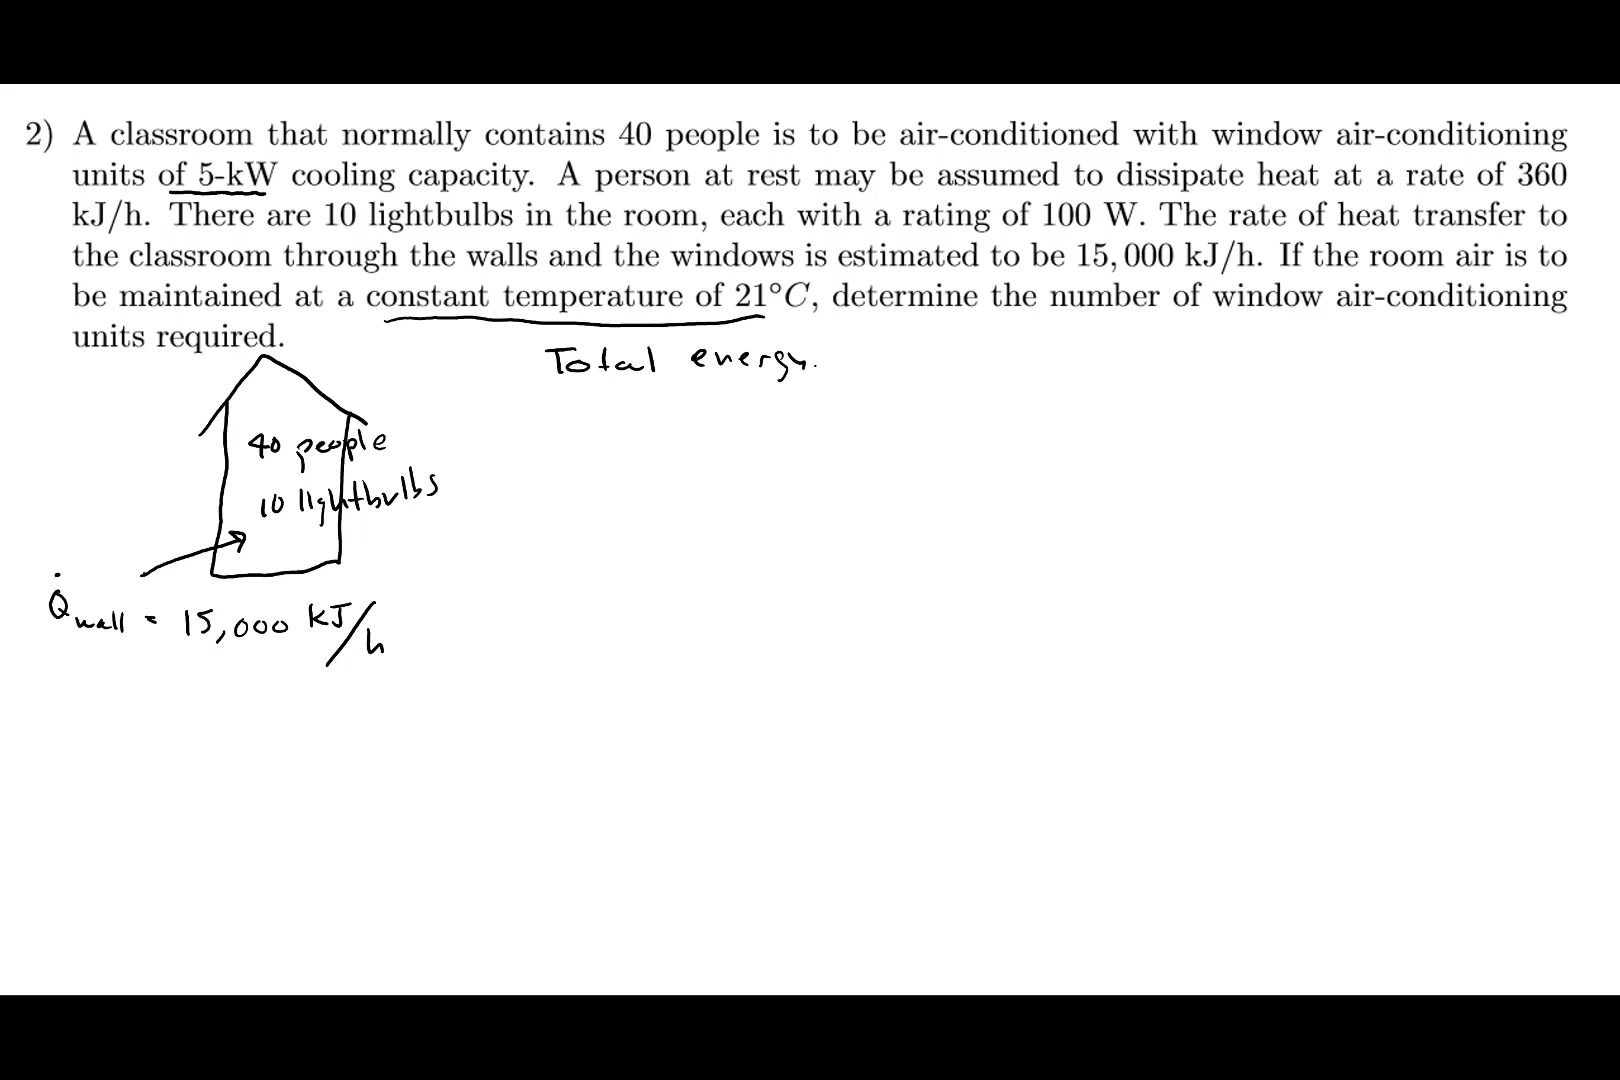 2) A classroom that normally contains 40 people is to be air-conditioned with window air-conditioning
units of 5-kW cooling capacity. A person at rest may be assumed to dissipate heat at a rate of 360
kJ/h. There are 10 lightbulbs in the room, each with a rating of 100 W. The rate of heat transfer to
the classroom through the walls and the windows is estimated to be 15,000 kJ/h. If the room air is to
be maintained at a constant temperature of 21°C, determine the number of window air-conditioning
units required.
Total energy.
40 people
10 lightbulbs
Q̇wall = 15,000 kJ/h